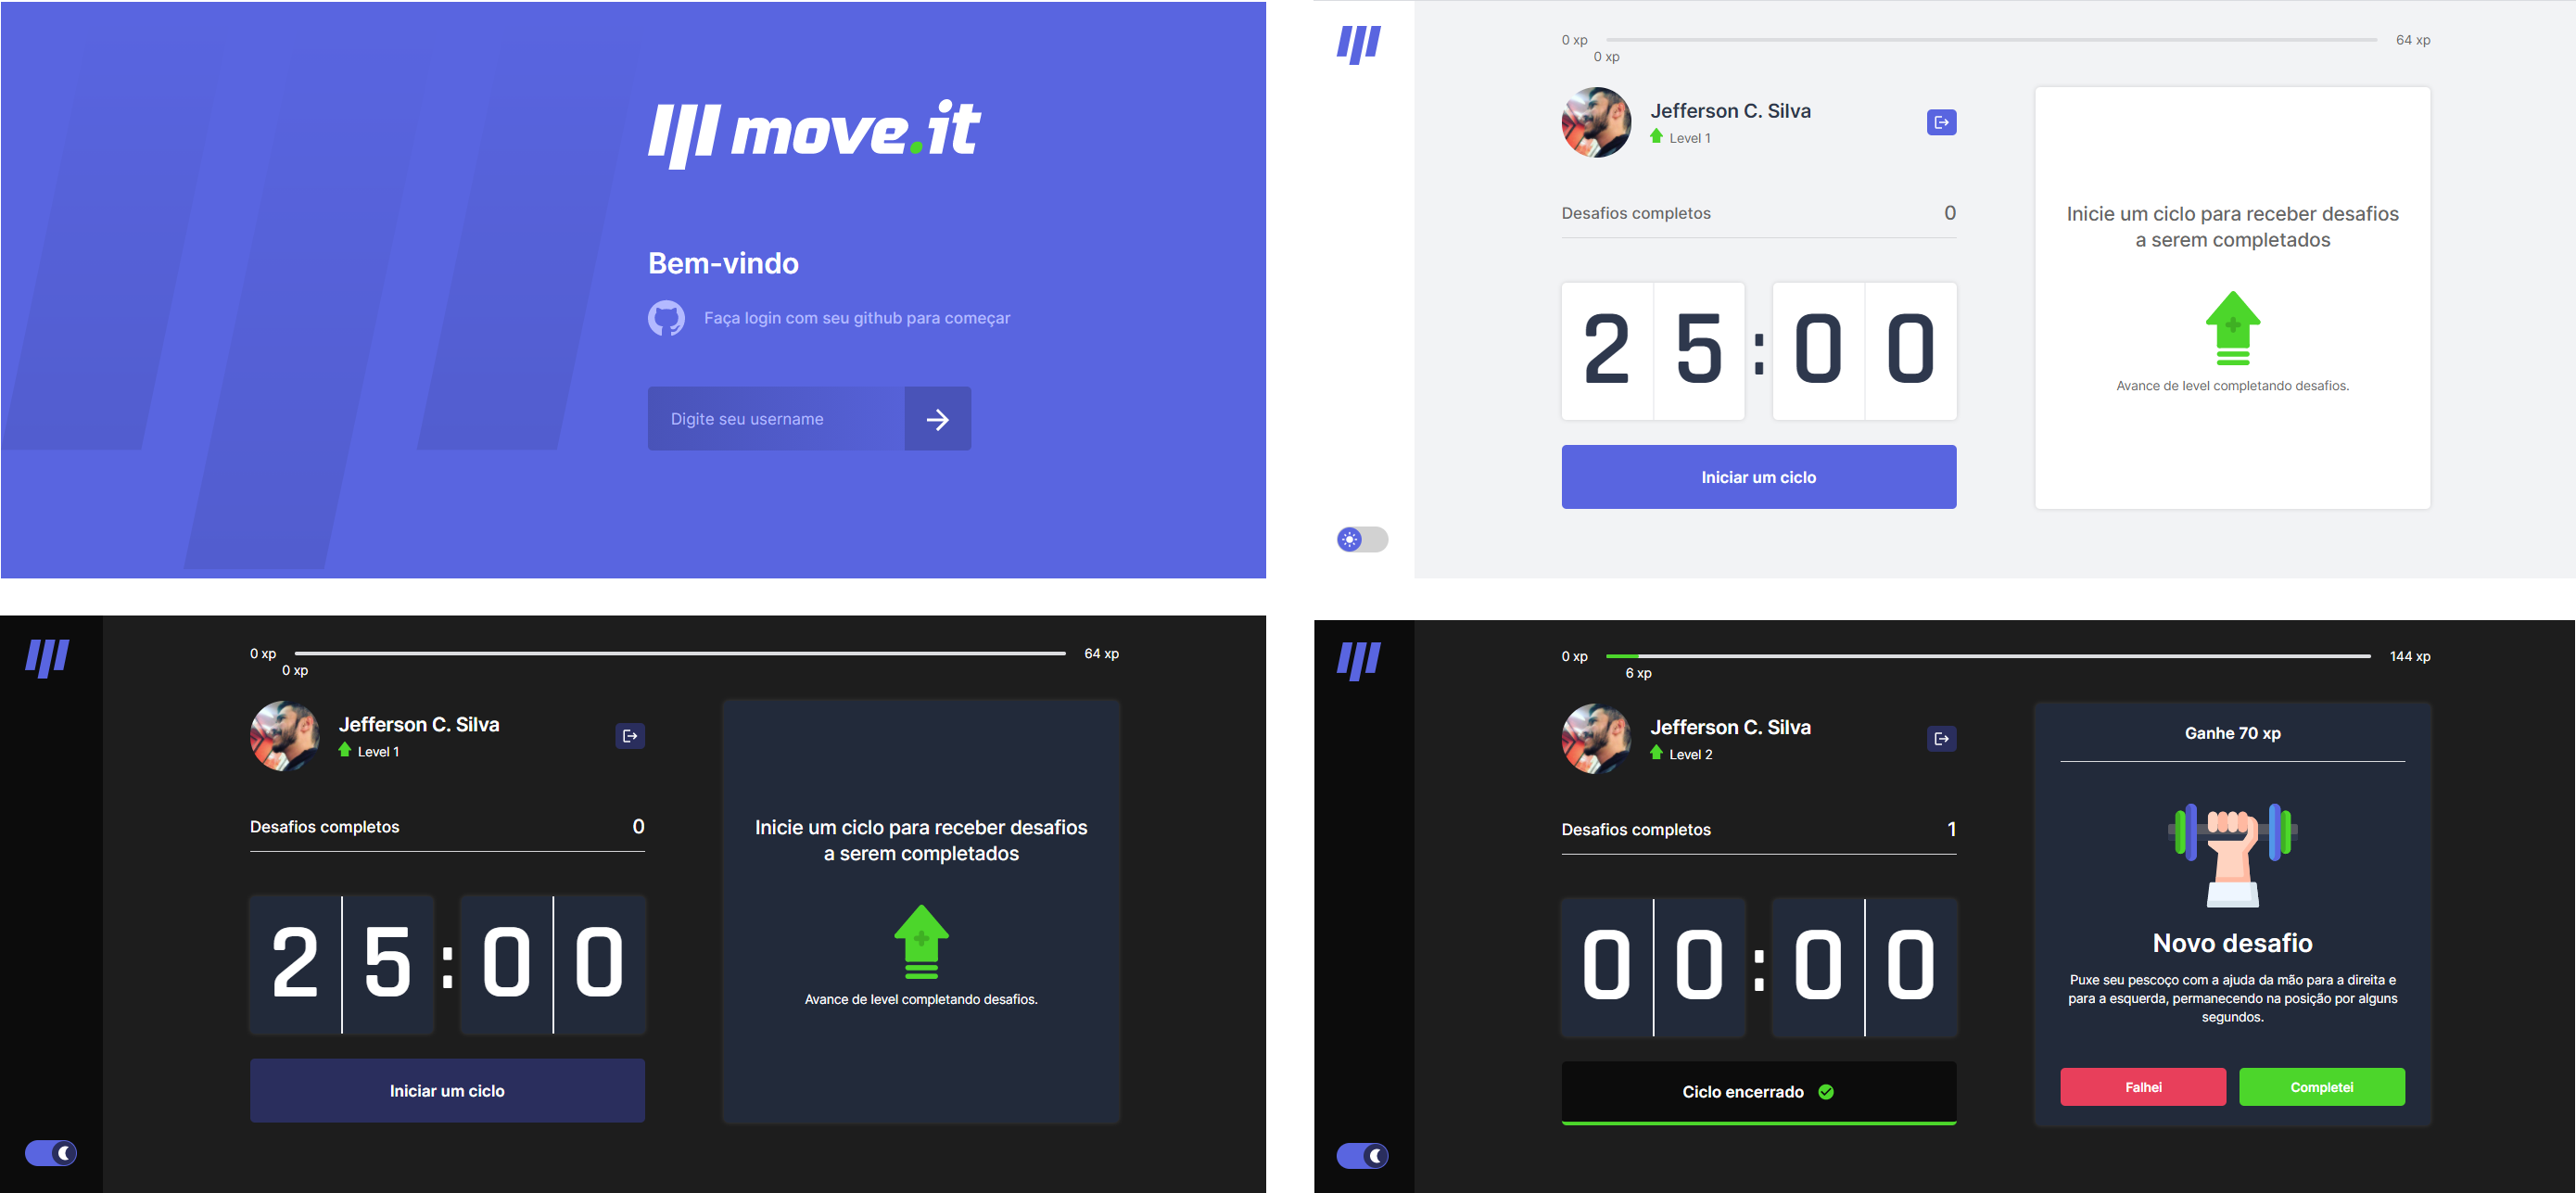 move.it
Bem-vindo
Faça login com seu github para começar
Digite seu username
0 xp
64 xp
0 xp
Jefferson C. Silva
Level 1
Desafios completos
0
25:00
Iniciar um ciclo
Inicie um ciclo para receber desafios
a serem completados
Avance de level completando desafios.
0 xp
64 xp
0 xp
Jefferson C. Silva
Level 1
Desafios completos
0
25:00
Iniciar um ciclo
Inicie um ciclo para receber desafios
a serem completados
Avance de level completando desafios.
0 xp
144 xp
6 xp
Jefferson C. Silva
Level 2
Desafios completos
1
00:00
Ciclo encerrado
Ganhe 70 xp
Novo desafio
Puxe seu pescoço com a ajuda da mão para a direita e
para a esquerda, permanecendo na posição por alguns
segundos.
Falhei
Completei